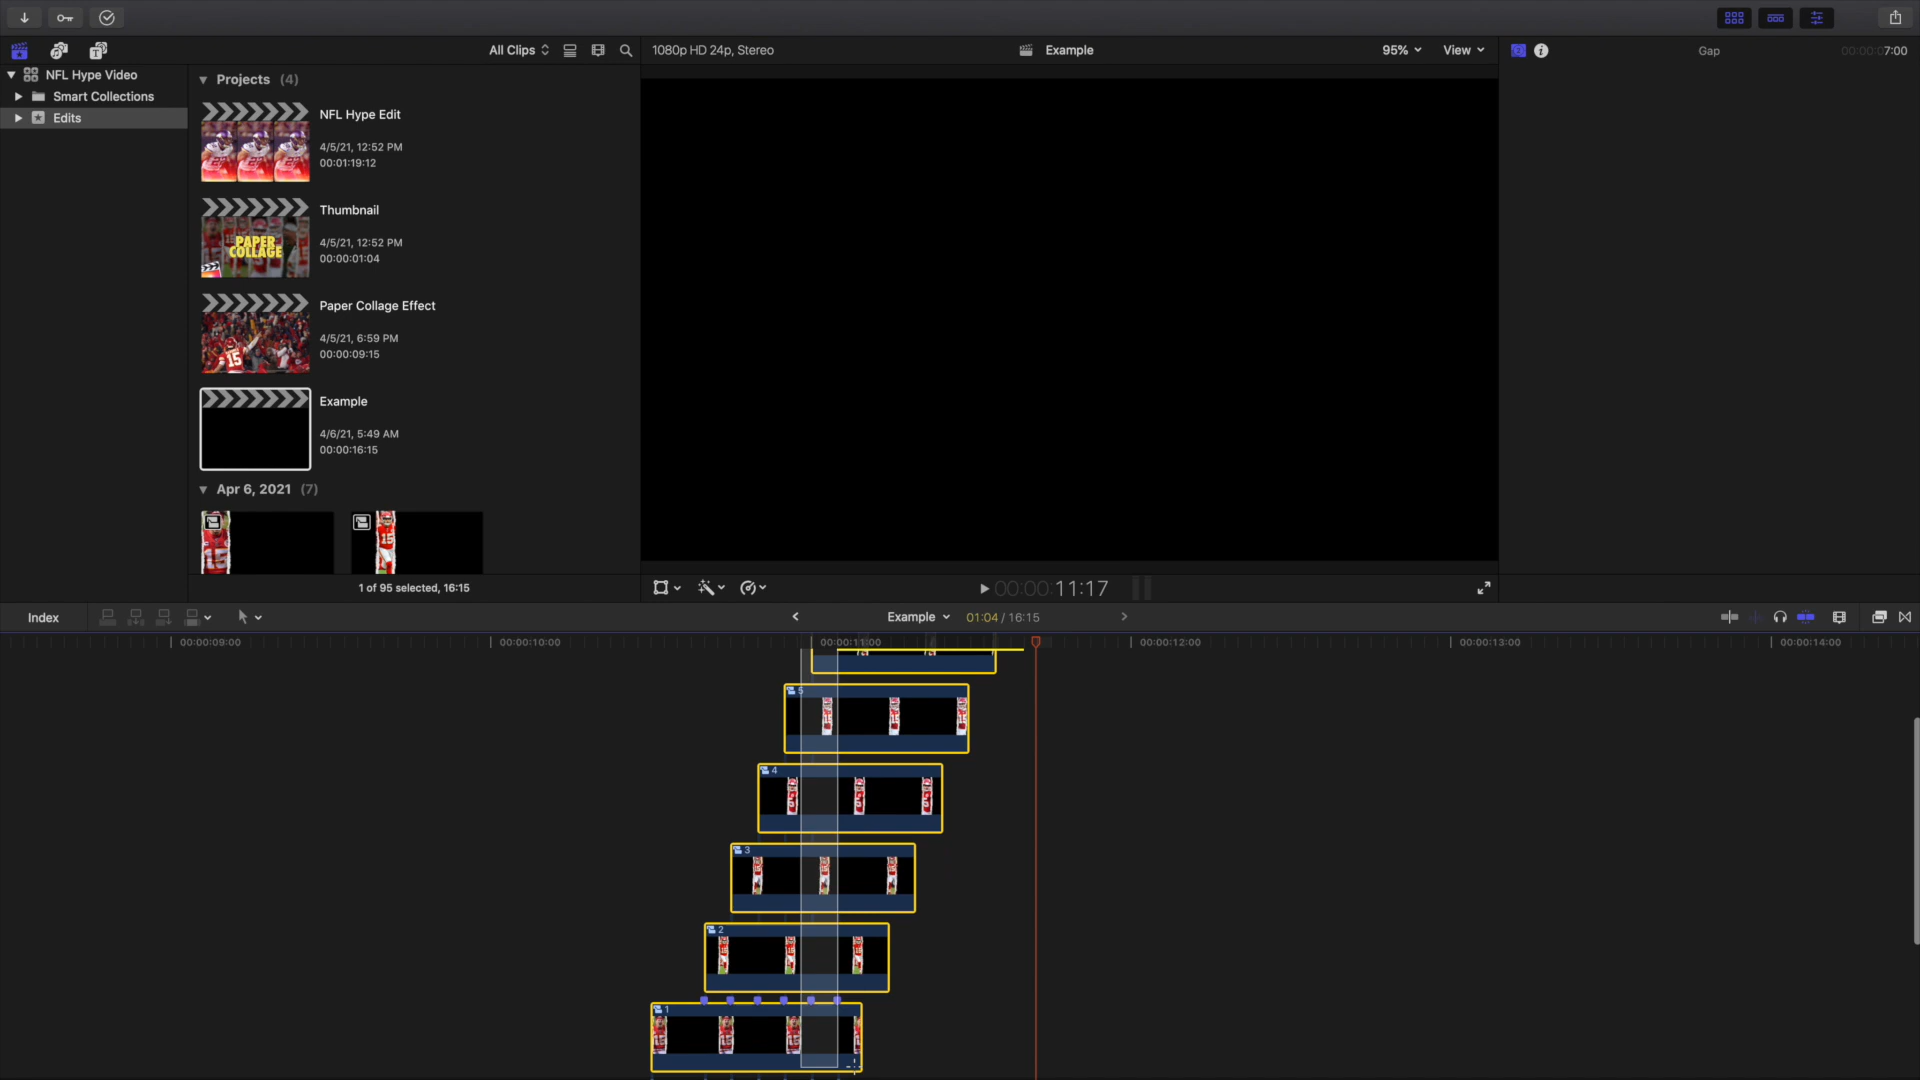 All Clips
1080p HD 24p, Stereo
Example
95%
View
Gap
00:00:07:00
NFL Hype Video
Smart Collections
Edits
Projects (4)
NFL Hype Edit
4/5/21, 12:52 PM
00:01:19:12
Thumbnail
4/5/21, 12:52 PM
00:00:01:04
PAPER
COLLAGE
Paper Collage Effect
4/5/21, 6:59 PM
00:00:09:15
15
Example
4/6/21, 5:49 AM
00:00:16:15
Apr 6, 2021 (7)
15
15
1 of 95 selected, 16:15
00:00:11:17
Index
Example
01:04 / 16:15
00:00:09:00
00:00:10:00
00:00:11:00
00:00:12:00
00:00:13:00
00:00:14:00
5
4
3
2
1